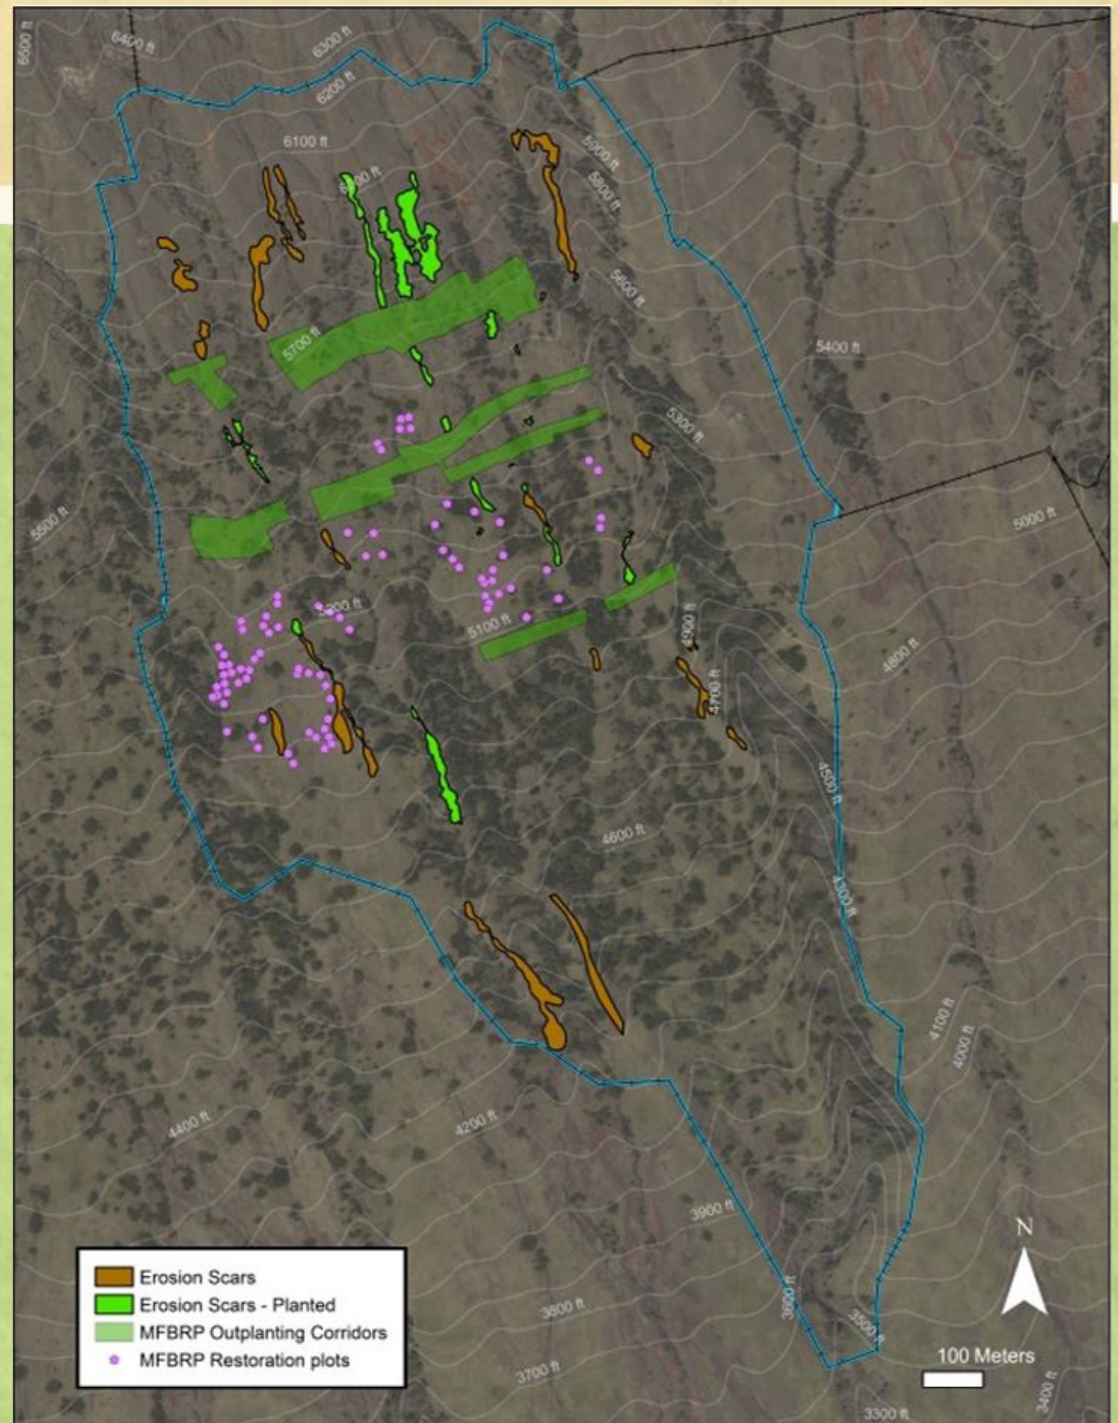 6500 ft
6400 ft
6300 ft
6200 ft
6100 ft
5900 ft
5800 ft
5600 ft
5700 ft
5400 ft
5300 ft
5500 ft
5000 ft
5100 ft
4900 ft
4800 ft
4700 ft
4500 ft
4600 ft
4300 ft
4100 ft
4000 ft
4400 ft
4200 ft
3900 ft
N
3800 ft
3600 ft
3500 ft
100 Meters
3700 ft
3400 ft
3300 ft
Erosion Scars
Erosion Scars - Planted
MFBRP Outplanting Corridors
MFBRP Restoration plots